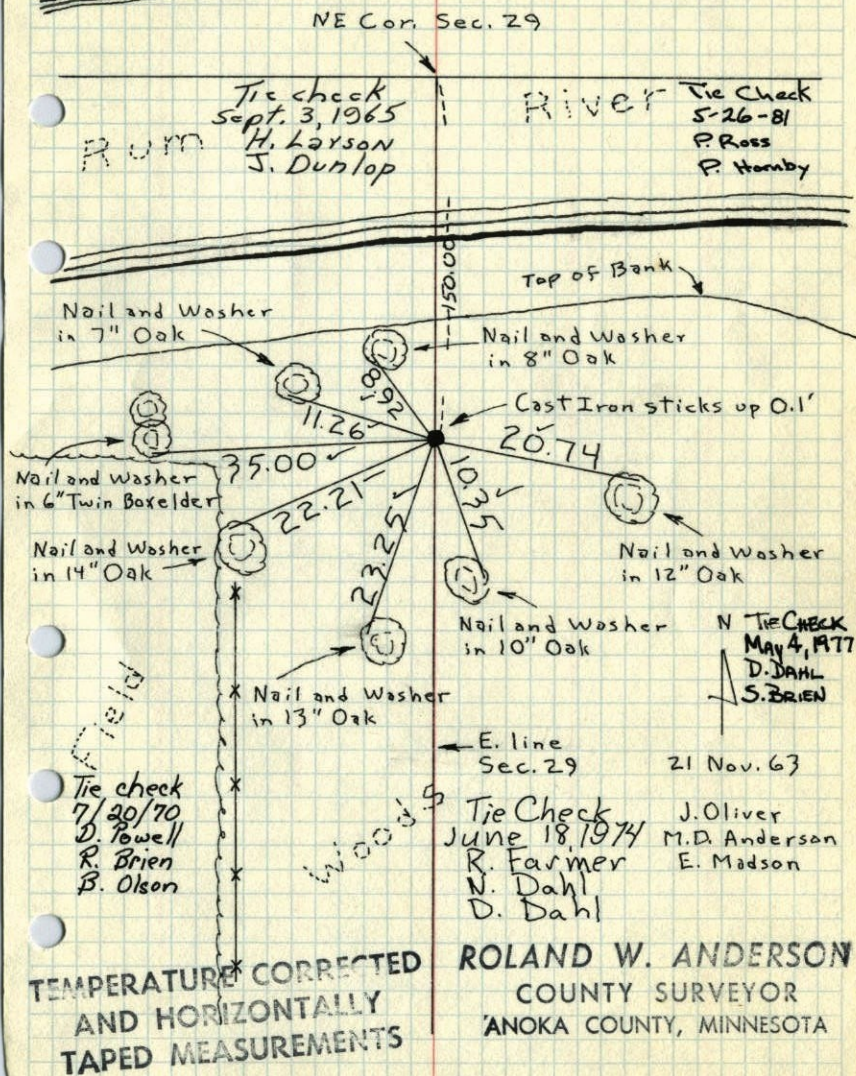 NE Cor. Sec. 29
Tie check
Sept. 3, 1965
H. Larson
J. Dunlop
Rum River
Tie Check
5-26-81
P. Ross
P. Hornby
150.00
Top of Bank
Nail and Washer
in 7" Oak
Nail and Washer
in 8" Oak
8.92
11.26
Cast Iron sticks up 0.1'
20.74
35.00
Nail and Washer
in 6" Twin Boxelder
22.21
10.35
23.25
Nail and Washer
in 14" Oak
Nail and Washer
in 12" Oak
Nail and Washer
in 10" Oak
N
TIE CHECK
May 4, 1977
D. DAHL
S. BRIEN
Nail and Washer
in 13" Oak
Field
E. line
Sec. 29
21 Nov. 63
Tie check
7/20/70
D. Powell
R. Brien
B. Olson
Woods
Tie Check
June 18, 1974
R. Farmer
N. Dahl
D. Dahl
J. Oliver
M.D. Anderson
E. Madson
TEMPERATURE CORRECTED
AND HORIZONTALLY
TAPED MEASUREMENTS
ROLAND W. ANDERSON
COUNTY SURVEYOR
ANOKA COUNTY, MINNESOTA